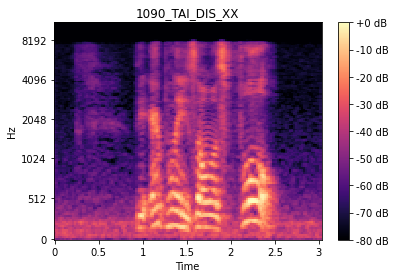 1090_TAI_DIS_XX
8192
4096
2048
1024
512
0
Hz
0 0.5 1 1.5 2 2.5 3
Time
+0 dB
-10 dB
-20 dB
-30 dB
-40 dB
-50 dB
-60 dB
-70 dB
-80 dB